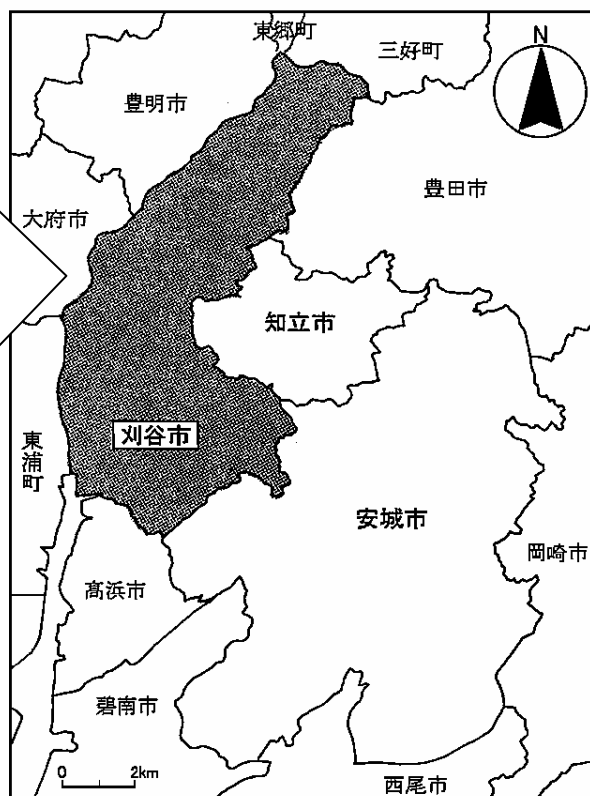 東郷町
三好町
N
豊明市
豊田市
大府市
知立市
刈谷市
東浦町
安城市
岡崎市
高浜市
碧南市
0 2km
西尾市